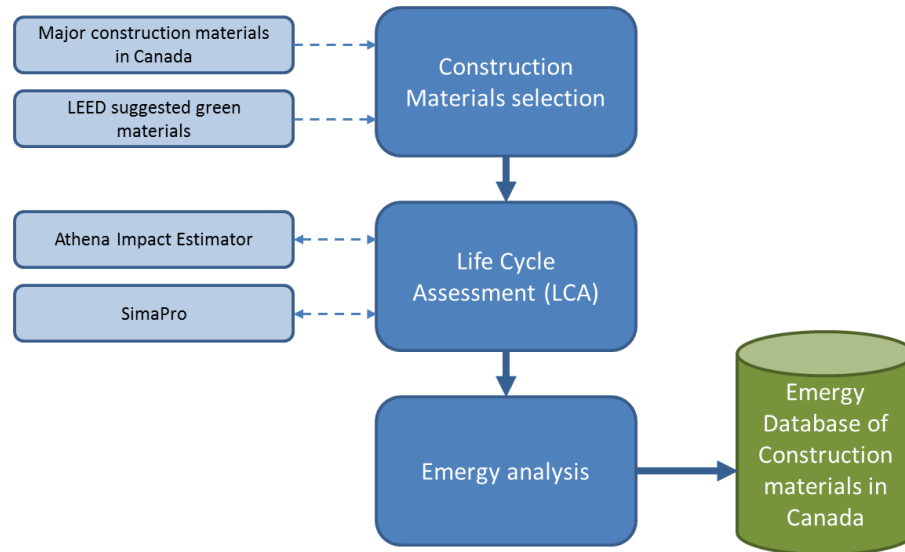 Major construction materials
in Canada
LEED suggested green
materials
Construction
Materials selection
Athena Impact Estimator
SimaPro
Life Cycle
Assessment (LCA)
Emergy analysis
Emergy
Database of
Construction
materials in
Canada